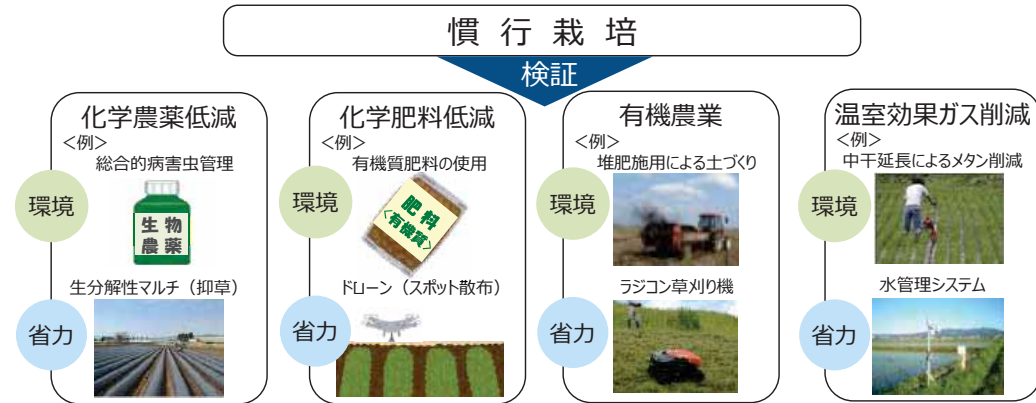 慣行栽培
検証
化学農薬低減
<例>
総合的病害虫管理
環境
生物
農薬
生分解性マルチ（抑草）
省力
化学肥料低減
<例>
有機質肥料の使用
環境
肥料
<有機質>
ドローン（スポット散布）
省力
有機農業
<例>
堆肥施用による土づくり
環境
ラジコン草刈り機
省力
温室効果ガス削減
<例>
中干延長によるメタン削減
環境
水管理システム
省力